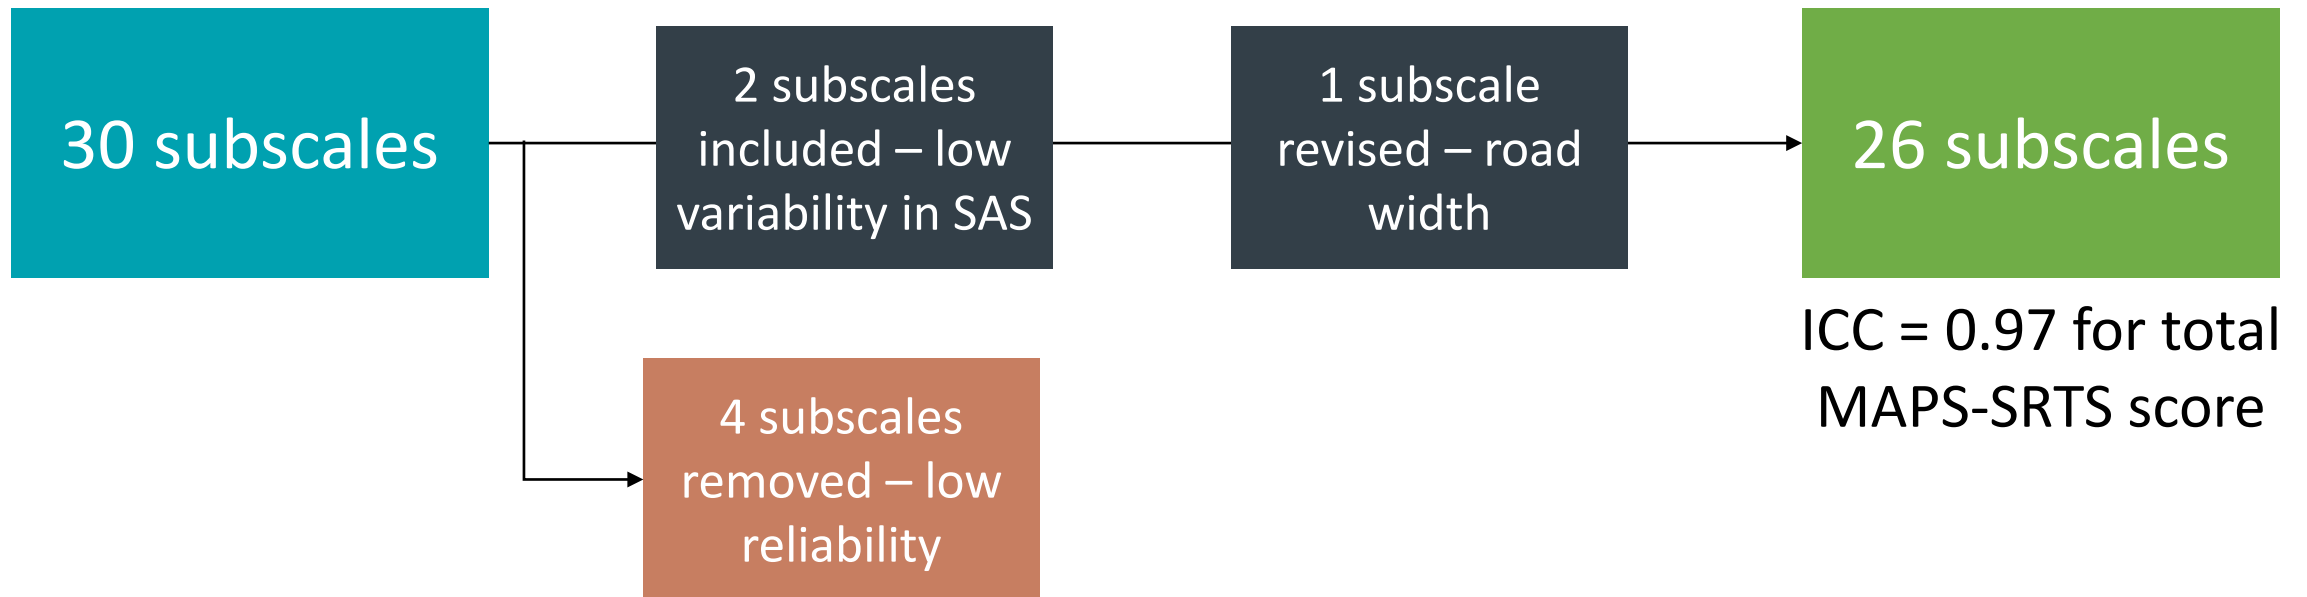 30 subscales
2 subscales
included – low
variability in SAS
1 subscale
revised – road
width
26 subscales
ICC = 0.97 for total
MAPS-SRTS score
4 subscales
removed – low
reliability